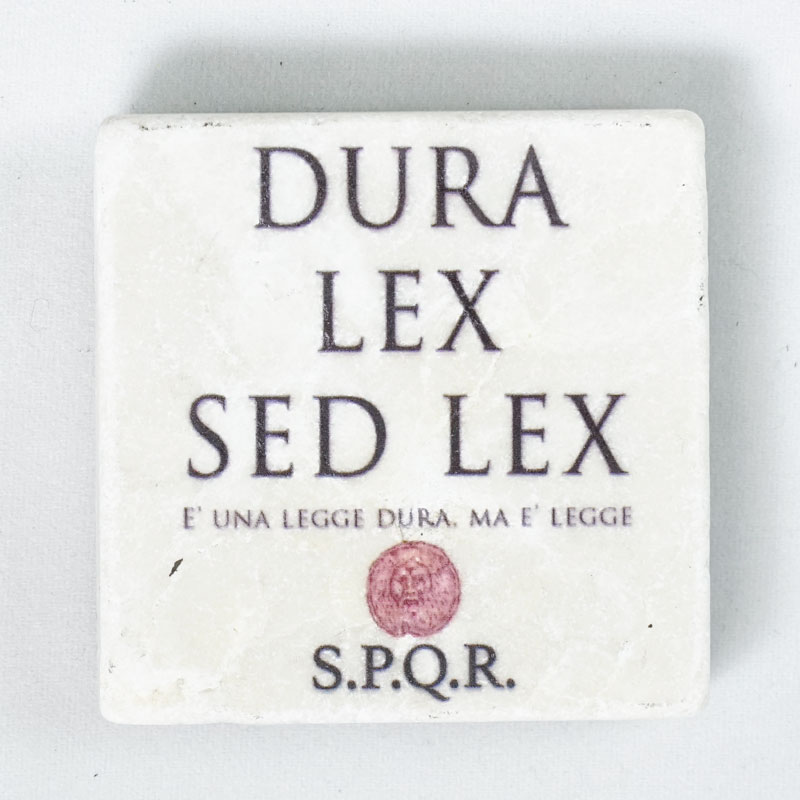 DURA
LEX
SED LEX
E' UNA LEGGE DURA. MA E' LEGGE
S.P.Q.R.